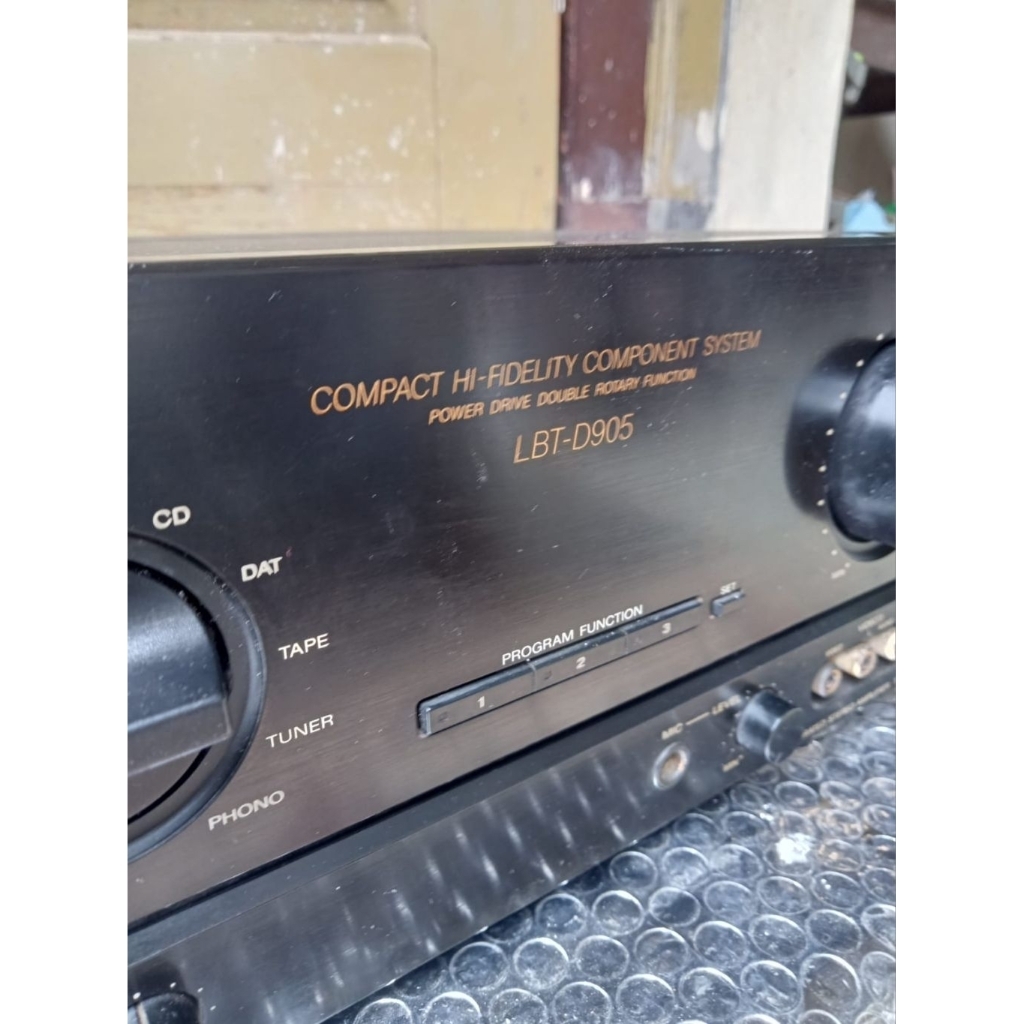 COMPACT HI-FIDELITY COMPONENT SYSTEM
POWER DRIVE DOUBLE ROTARY FUNCTION
LBT-D905
CD
DAT
TAPE
TUNER
PHONO
PROGRAM FUNCTION
SET
1
2
3
MIC
LEVEL